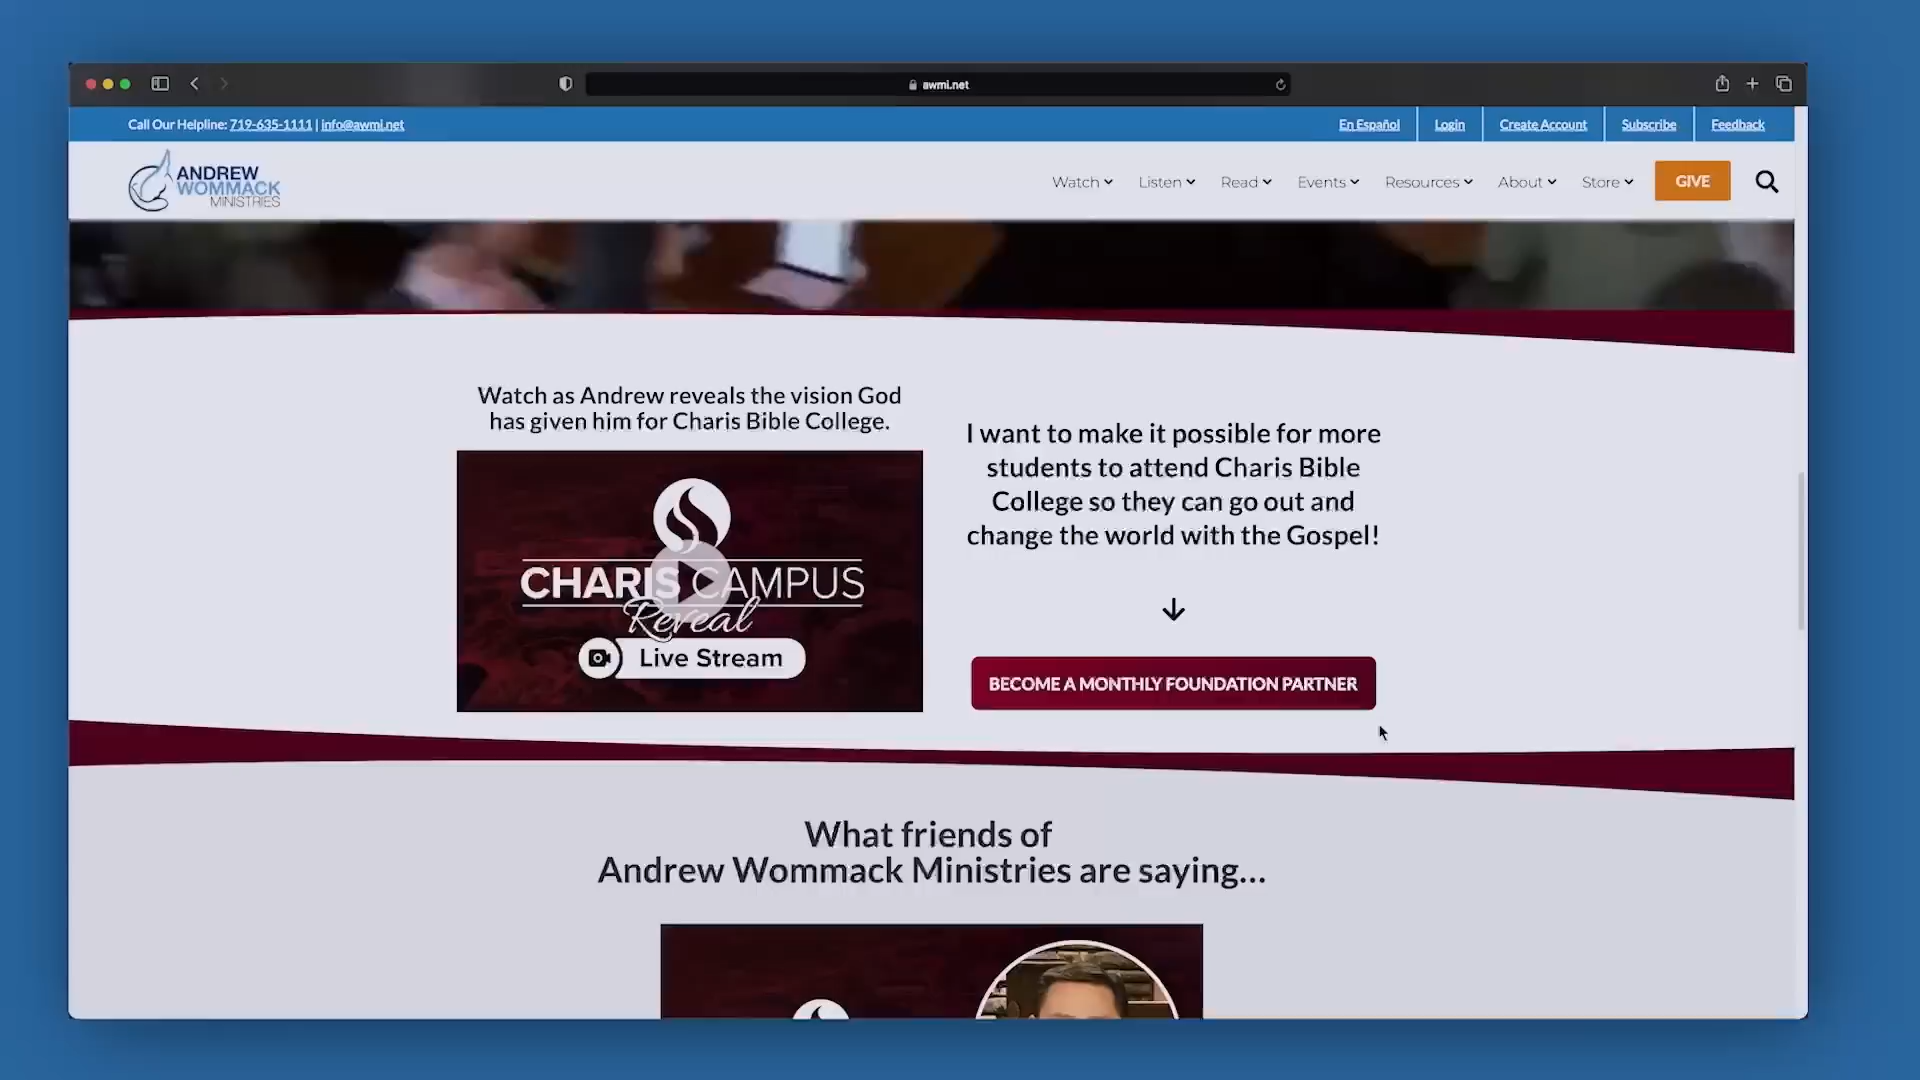 awmi.net
Call Our Helpline: 719-635-1111 | info@awmi.net
En Español
Login
Create Account
Subscribe
Feedback
ANDREW
WOMMACK
MINISTRIES
Watch
Listen
Read
Events
Resources
About
Store
GIVE
Watch as Andrew reveals the vision God
has given him for Charis Bible College.
CHARIS CAMPUS
Reveal
Live Stream
I want to make it possible for more
students to attend Charis Bible
College so they can go out and
change the world with the Gospel!
BECOME A MONTHLY FOUNDATION PARTNER
What friends of
Andrew Wommack Ministries are saying...